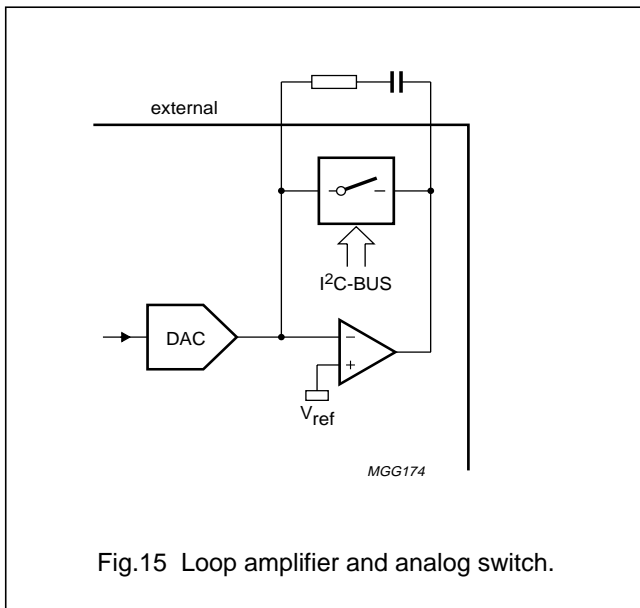 external
I²C-BUS
DAC
−
+
Vref
MGG174
Fig.15 Loop amplifier and analog switch.